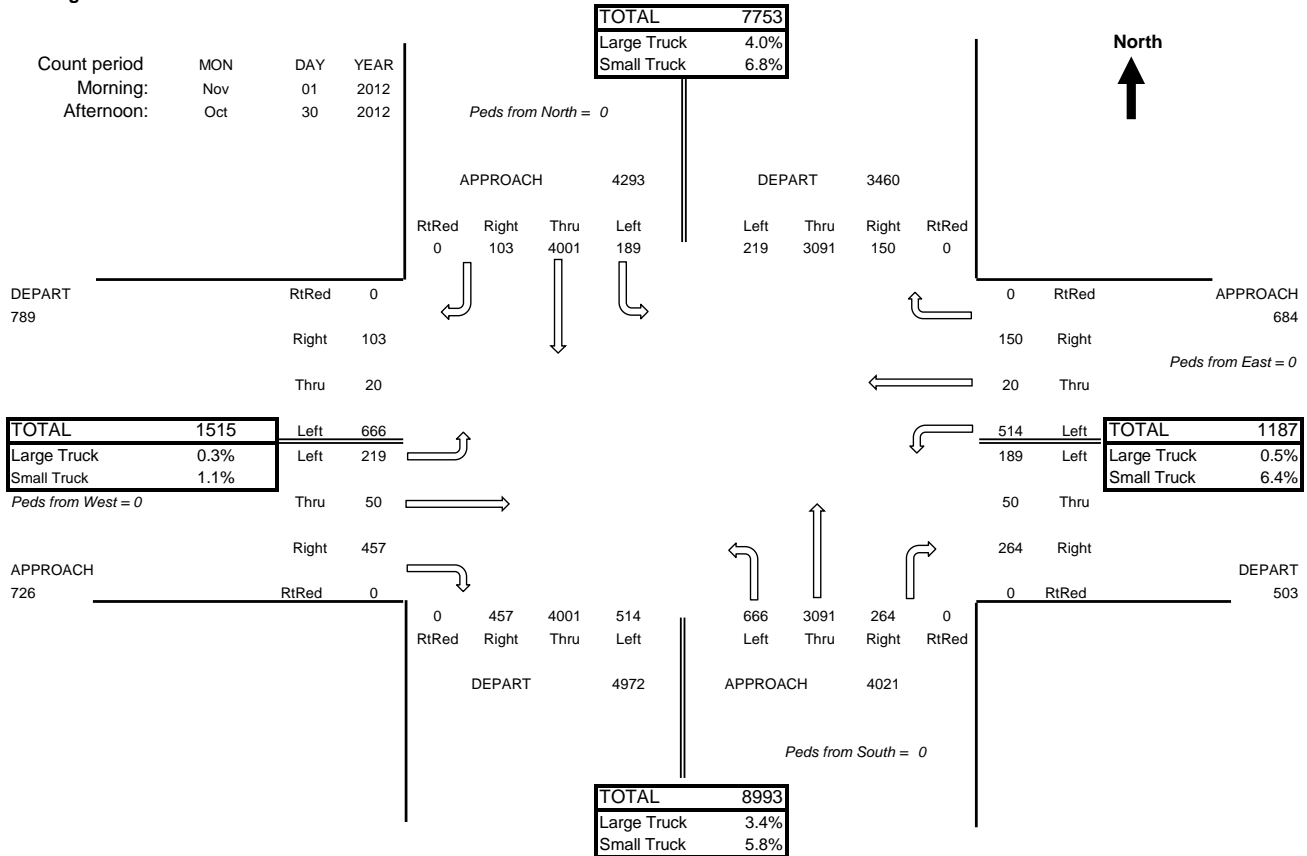 TOTAL 7753
Large Truck 4.0%
Small Truck 6.8%
North
Count period MON DAY YEAR
Morning: Nov 01 2012
Afternoon: Oct 30 2012
Peds from North = 0
APPROACH 4293 DEPART 3460
RtRed Right Thru Left Left Thru Right RtRed
0 103 4001 189 219 3091 150 0
DEPART RtRed 0 0 RtRed APPROACH
789 684
Right 103 150 Right
Peds from East = 0
Thru 20 20 Thru
TOTAL 1515 Left 666 514 Left TOTAL 1187
Large Truck 0.3% Left 219 189 Left Large Truck 0.5%
Small Truck 1.1% Small Truck 6.4%
Peds from West = 0 Thru 50 50 Thru
Right 457 264 Right
APPROACH DEPART
726 RtRed 0 0 RtRed 503
0 457 4001 514 666 3091 264 0
RtRed Right Thru Left Left Thru Right RtRed
DEPART 4972 APPROACH 4021
Peds from South = 0
TOTAL 8993
Large Truck 3.4%
Small Truck 5.8%